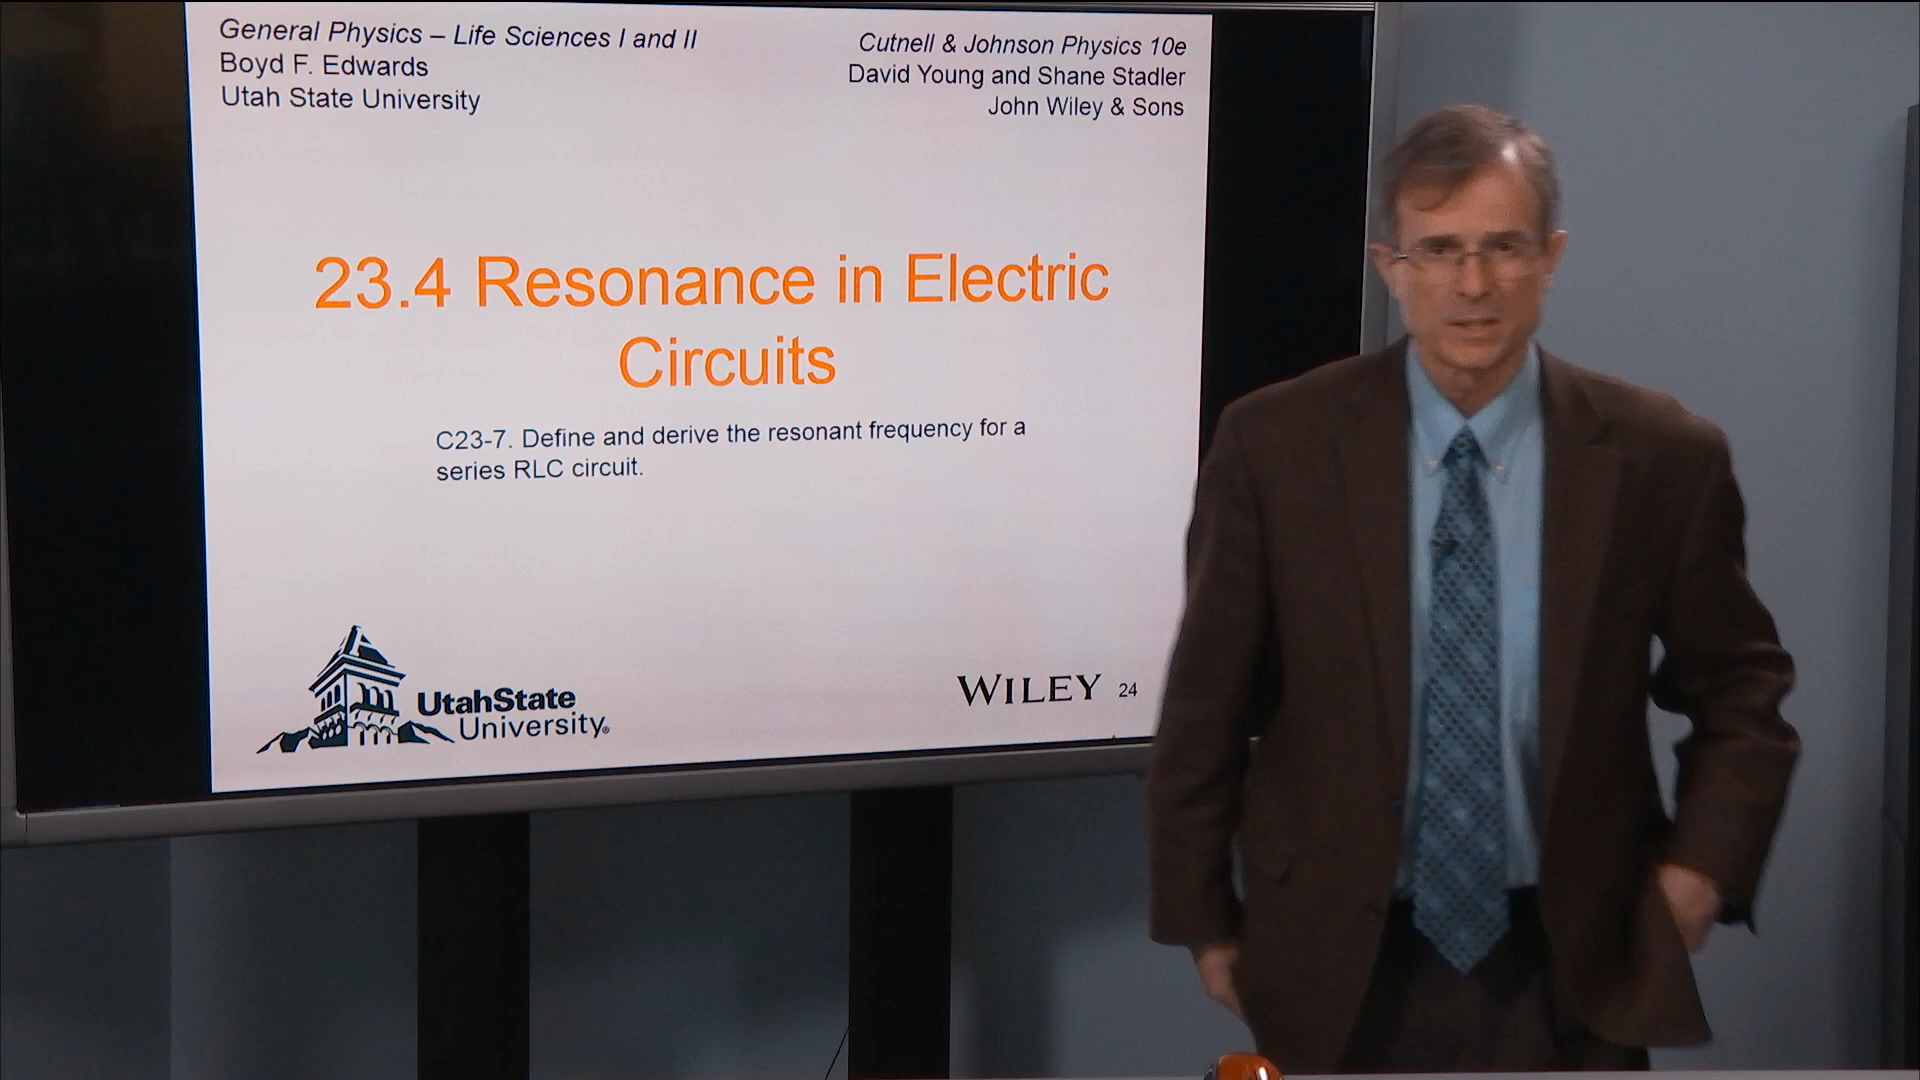 General Physics – Life Sciences I and II
Boyd F. Edwards
Utah State University
Cutnell & Johnson Physics 10e
David Young and Shane Stadler
John Wiley & Sons
23.4 Resonance in Electric
Circuits
C23-7. Define and derive the resonant frequency for a
series RLC circuit.
UtahState
University®
WILEY 24